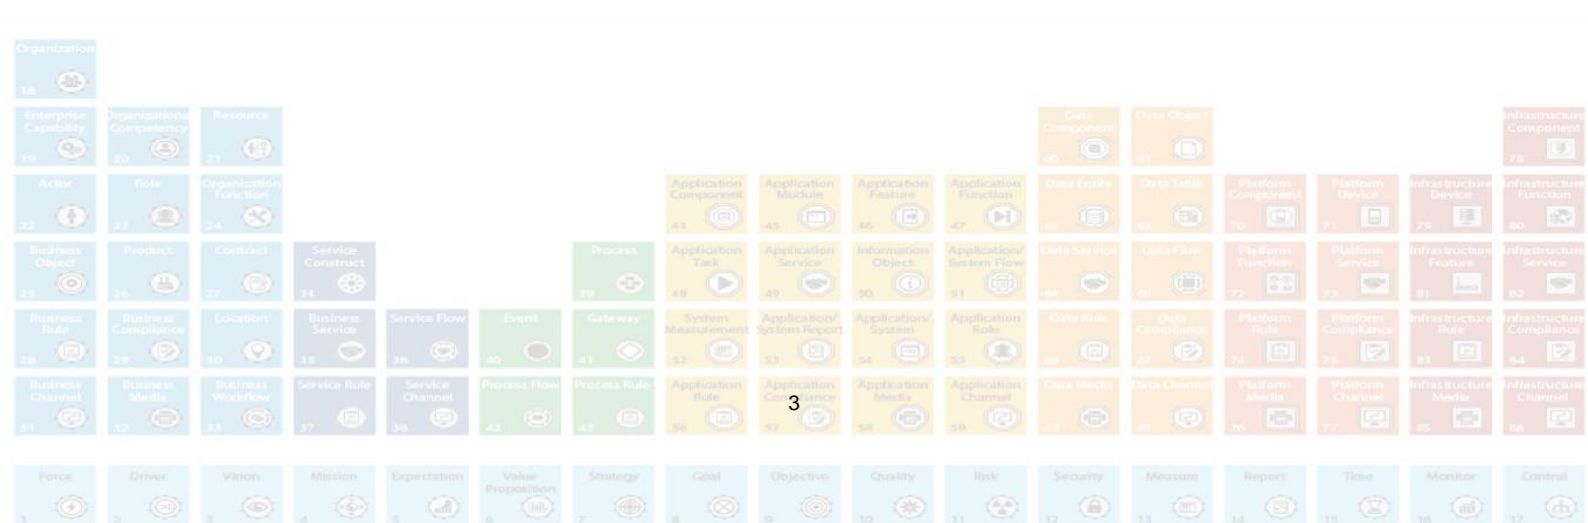 Organization
18
Enterprise
Capability
19
Organizational
Competency
20
Resource
21
Data
Component
60
Data Object
61
Infrastructure
Component
78
Actor
22
Role
23
Organization
Function
24
Application
Component
44
Application
Module
45
Application
Feature
46
Application
Function
47
Data Entity
62
Data Table
63
Platform
Component
70
Platform
Device
71
Infrastructure
Device
79
Infrastructure
Function
80
Business
Object
25
Product
26
Contract
27
Service
Construct
34
Process
39
Application
Task
48
Application
Service
49
Information
Object
50
Application/
System Flow
51
Data Service
64
Data Flow
65
Platform
Function
72
Platform
Service
73
Infrastructure
Feature
81
Infrastructure
Service
82
Business
Rule
28
Business
Compliance
29
Location
30
Business
Service
35
Service Flow
36
Event
40
Gateway
41
System
Measurement
52
Application/
System Report
53
Application/
System
54
Application
Role
55
Data Rule
66
Data
Compliance
67
Platform
Rule
74
Platform
Compliance
75
Infrastructure
Rule
83
Infrastructure
Compliance
84
Business
Channel
31
Business
Media
32
Business
Workflow
33
Service Rule
37
Service
Channel
38
Process Flow
42
Process Rule
43
Application
Rule
56
Application
Compliance
57
3
Application
Media
58
Application
Channel
59
Data Media
68
Data Channel
69
Platform
Media
76
Platform
Channel
77
Infrastructure
Media
85
Infrastructure
Channel
86
Force
1
Driver
2
Vision
3
Mission
4
Expectation
5
Value
Proposition
6
Strategy
7
Goal
8
Objective
9
Quality
10
Risk
11
Security
12
Measure
13
Report
14
Time
15
Monitor
16
Control
17